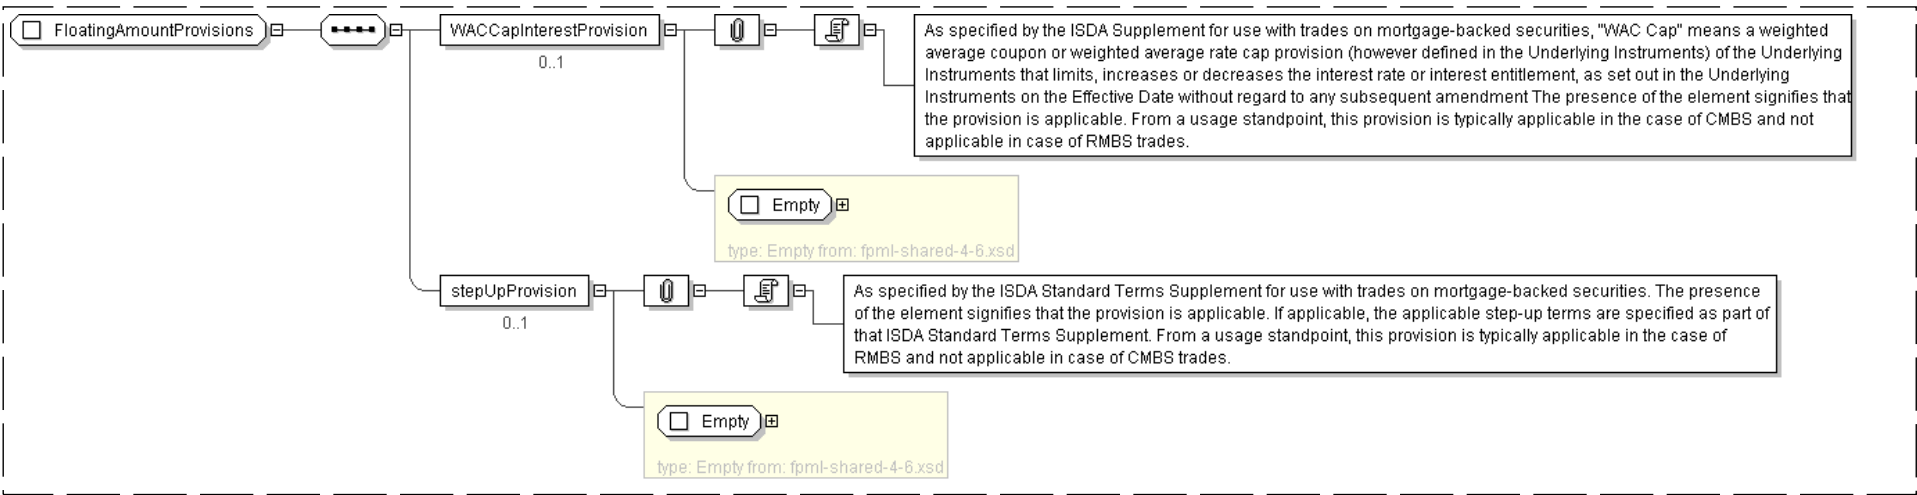 FloatingAmountProvisions
WACCapInterestProvision
0..1
As specified by the ISDA Supplement for use with trades on mortgage-backed securities, "WAC Cap" means a weighted
average coupon or weighted average rate cap provision (however defined in the Underlying Instruments) of the Underlying
Instruments that limits, increases or decreases the interest rate or interest entitlement, as set out in the Underlying
Instruments on the Effective Date without regard to any subsequent amendment The presence of the element signifies that
the provision is applicable. From a usage standpoint, this provision is typically applicable in the case of CMBS and not
applicable in case of RMBS trades.
Empty
type: Empty from: fpml-shared-4-6.xsd
stepUpProvision
0..1
As specified by the ISDA Standard Terms Supplement for use with trades on mortgage-backed securities. The presence
of the element signifies that the provision is applicable. If applicable, the applicable step-up terms are specified as part of
that ISDA Standard Terms Supplement. From a usage standpoint, this provision is typically applicable in the case of
RMBS and not applicable in case of CMBS trades.
Empty
type: Empty from: fpml-shared-4-6.xsd